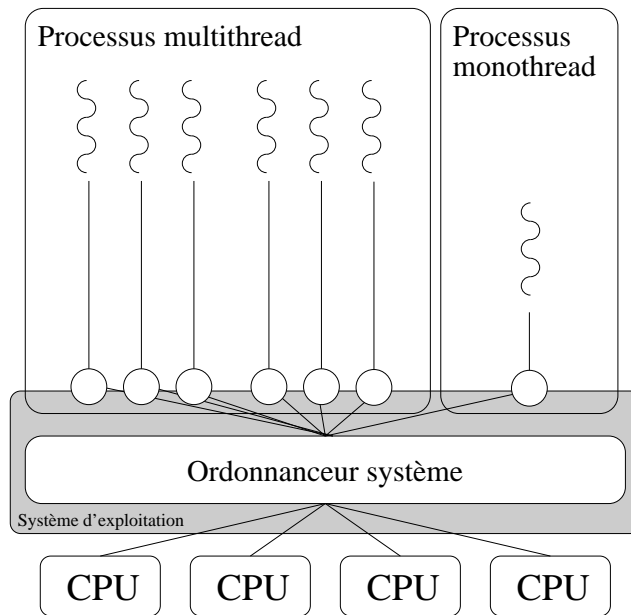 Processus multithread
Processus
monothread
Ordonnanceur système
Système d'exploitation
CPU
CPU
CPU
CPU